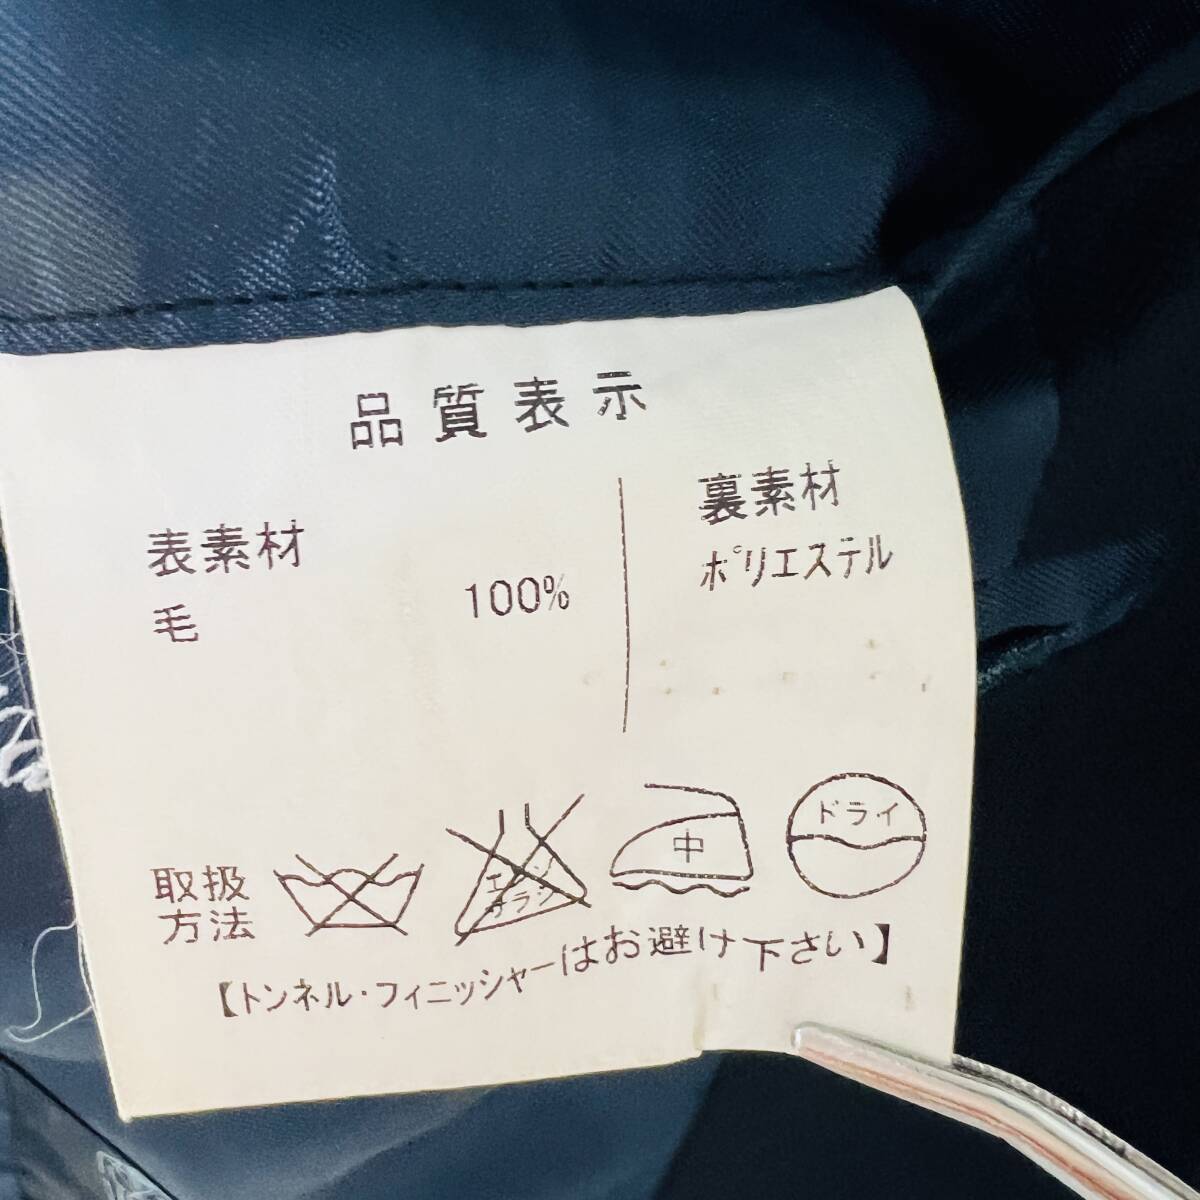 品質表示
表素材
毛 100%
裏素材
ポリエステル
取扱
方法
エンソ
サラシ
中
ドライ
【トンネル・フィニッシャーはお避け下さい】